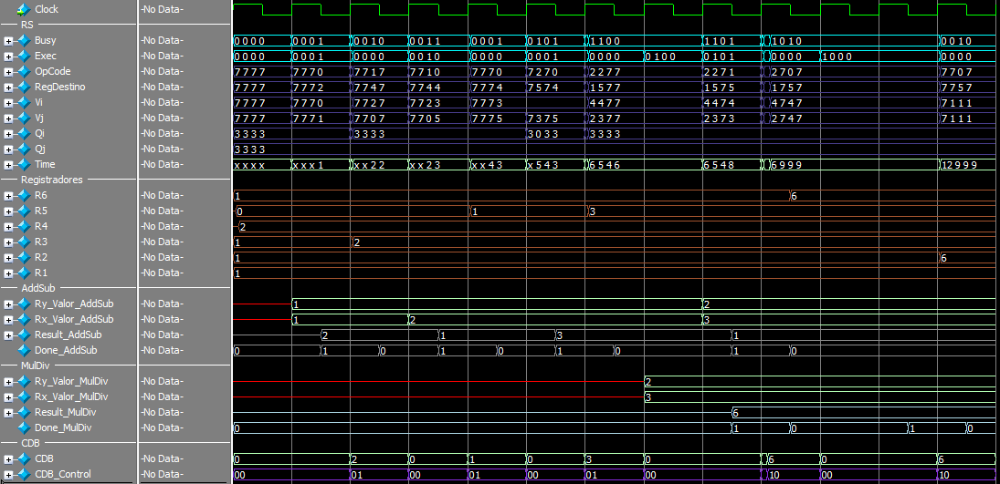 Clock -No Data-
RS
Busy -No Data- 0000 0001 0010 0011 0001 0101 1100 1101 1010 0010
Exec -No Data- 0000 0001 0000 0010 0000 0001 0000 0100 0101 0000 1000 0000
OpCode -No Data- 7777 7770 7717 7710 7770 7270 2277 2271 2707 7707
RegDestino -No Data- 7777 7772 7747 7744 7774 7574 1577 1575 1757 7757
Vi -No Data- 7777 7770 7727 7723 7773 4477 4474 4747 7111
Vj -No Data- 7777 7771 7707 7705 7775 7375 2377 2373 2747 7111
Qi -No Data- 3333 3333 3033 3333
Qj -No Data- 3333
Time -No Data- xxxx xxx1 xx22 xx23 xx43 x543 6546 6548 6999 12999
Registradores
R6 -No Data- 1 6
R5 -No Data- 0 1 3
R4 -No Data- 2
R3 -No Data- 1 2
R2 -No Data- 1 6
R1 -No Data- 1
AddSub
Ry_Valor_AddSub -No Data- 1 2
Rx_Valor_AddSub -No Data- 1 2 3
Result_AddSub -No Data- 2 1 3 1
Done_AddSub -No Data- 0 1 0 1 0 1 0 1 0
MulDiv
Ry_Valor_MulDiv -No Data- 2
Rx_Valor_MulDiv -No Data- 3
Result_MulDiv -No Data- 6
Done_MulDiv -No Data- 0 1 0 1 0
CDB
CDB -No Data- 0 2 0 1 0 3 0 6 0 6
CDB_Control -No Data- 00 01 00 01 00 01 00 10 00 10